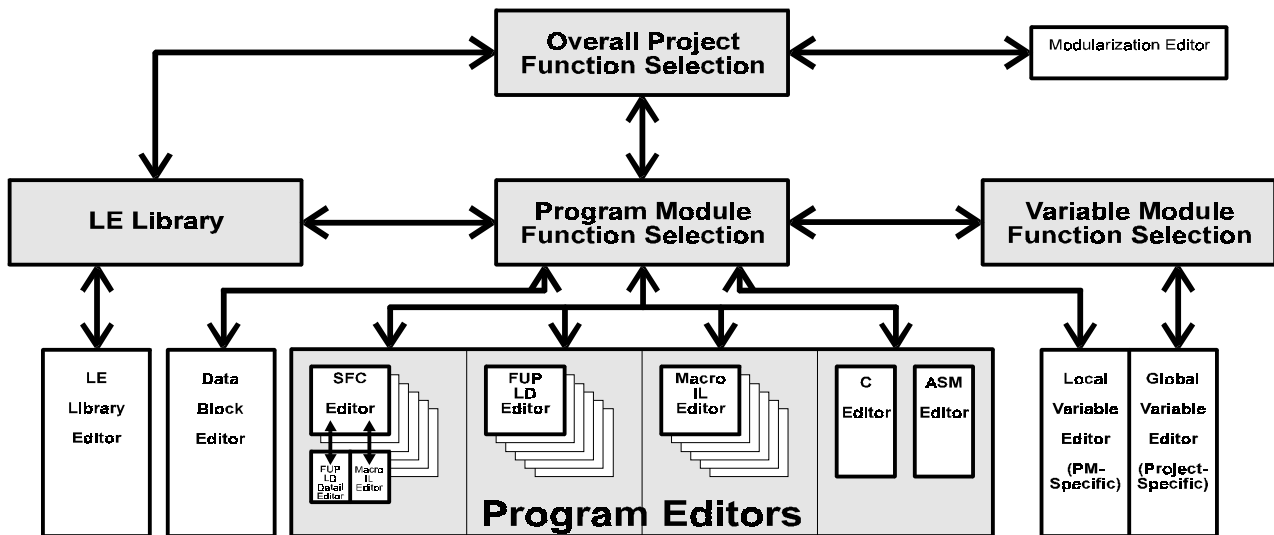 Overall Project
Function Selection
Modularization Editor
LE Library
Program Module
Function Selection
Variable Module
Function Selection
LE
Library
Editor
Data
Block
Editor
SFC
Editor
FUP
LD
Detail
Editor
Macro
IL
Editor
FUP
LD
Editor
Macro
IL
Editor
C
Editor
ASM
Editor
Program Editors
Local
Variable
Editor
(PM-
Specific)
Global
Variable
Editor
(Project-
Specific)